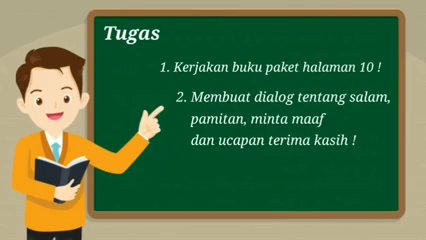 Tugas
1. Kerjakan buku paket halaman 10 !
2. Membuat dialog tentang salam,
pamitan, minta maaf
dan ucapan terima kasih !